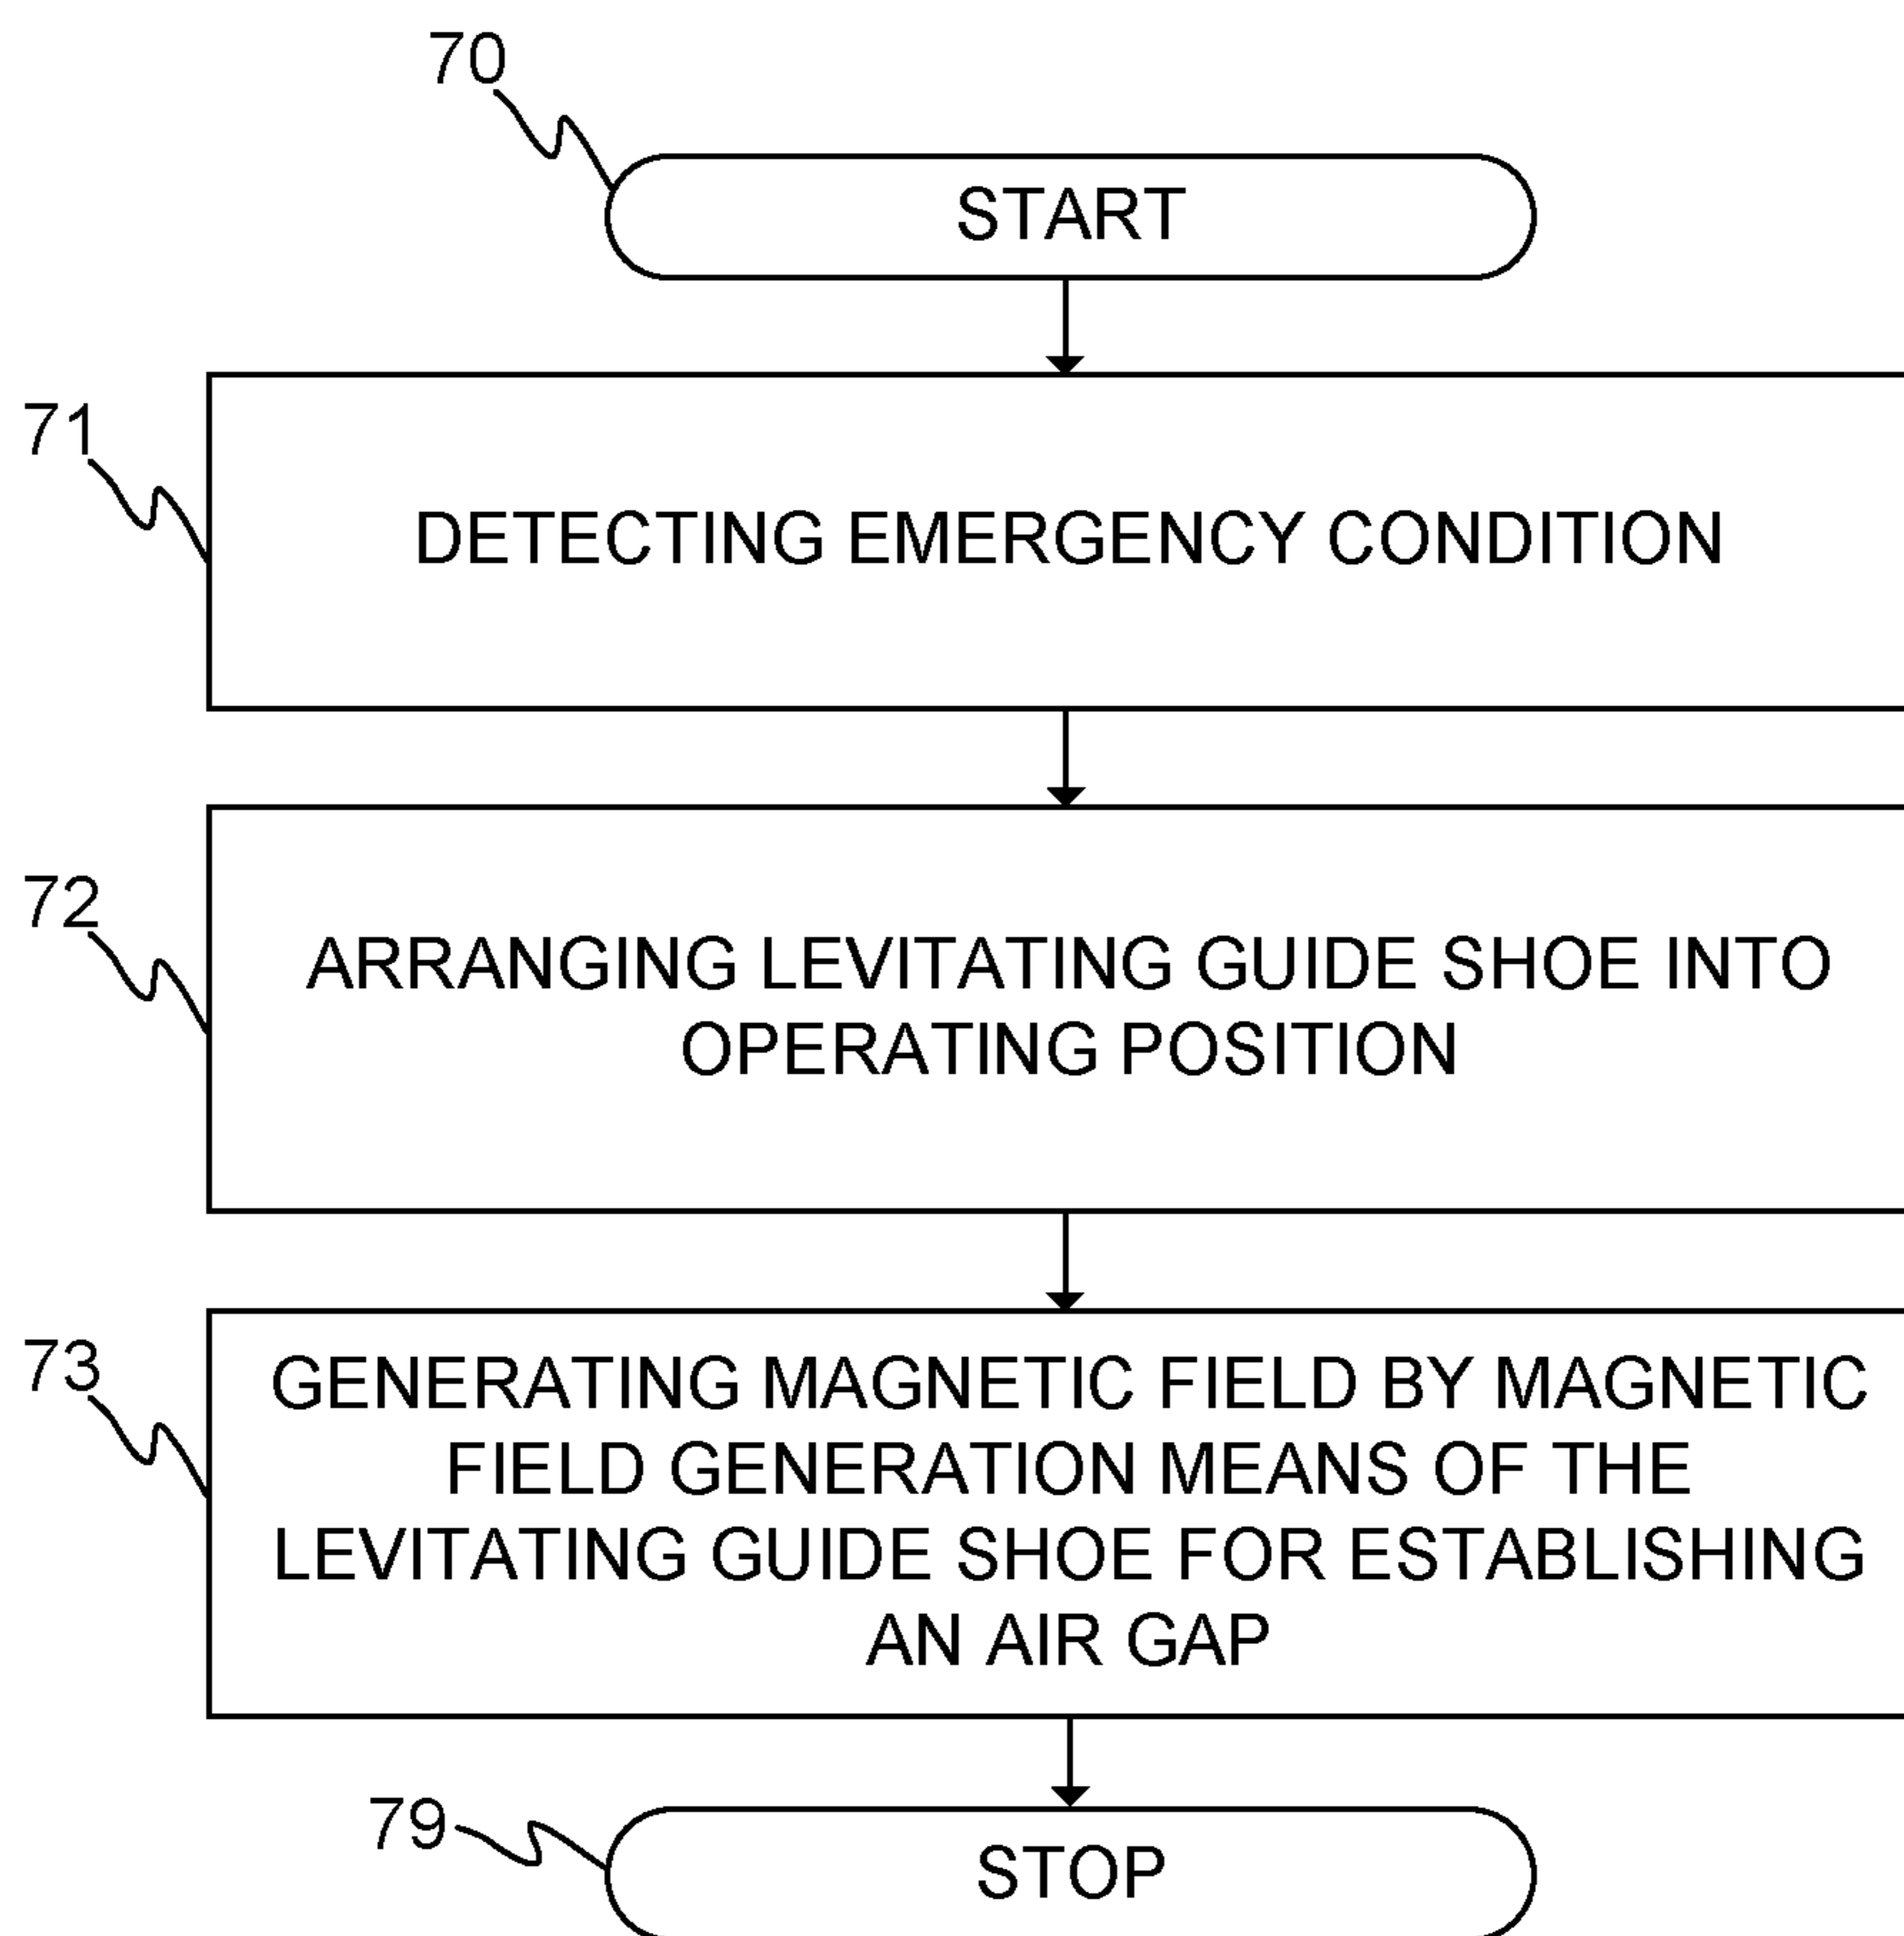 70
START
71
DETECTING EMERGENCY CONDITION
72
ARRANGING LEVITATING GUIDE SHOE INTO
OPERATING POSITION
73
GENERATING MAGNETIC FIELD BY MAGNETIC
FIELD GENERATION MEANS OF THE
LEVITATING GUIDE SHOE FOR ESTABLISHING
AN AIR GAP
79
STOP